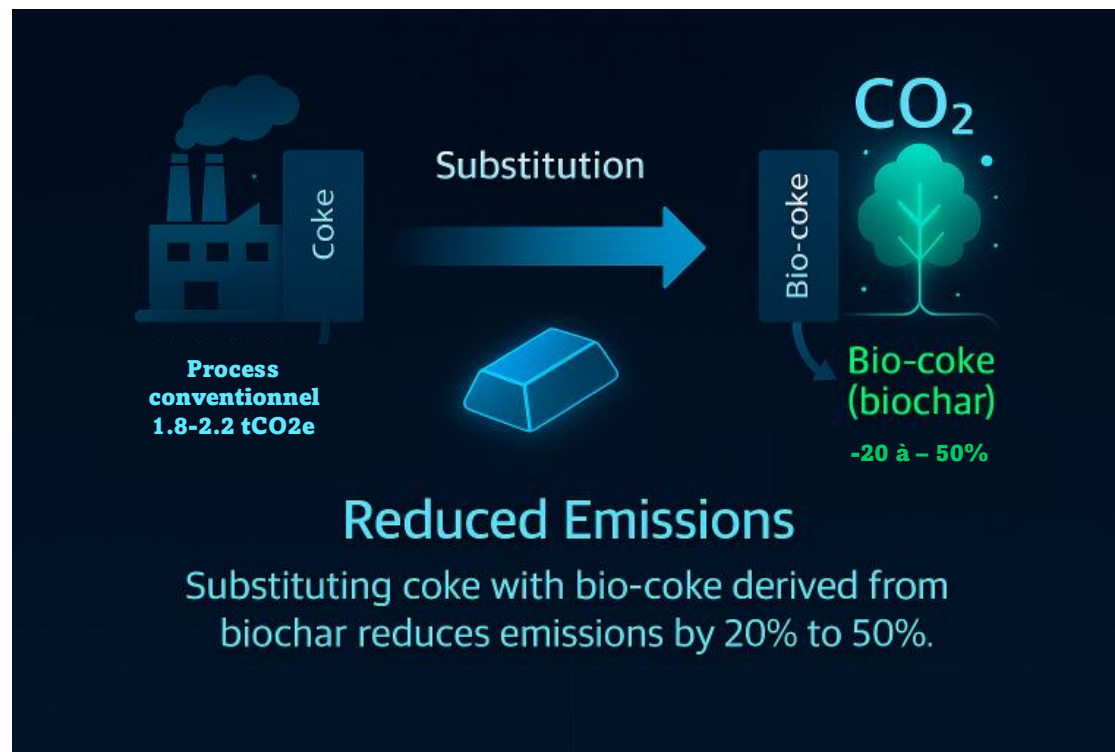 CO₂
Substitution
Coke
Bio-coke
Process
conventionnel
1.8-2.2 tCO2e
Bio-coke
(biochar)
-20 à – 50%
Reduced Emissions
Substituting coke with bio-coke derived from
biochar reduces emissions by 20% to 50%.